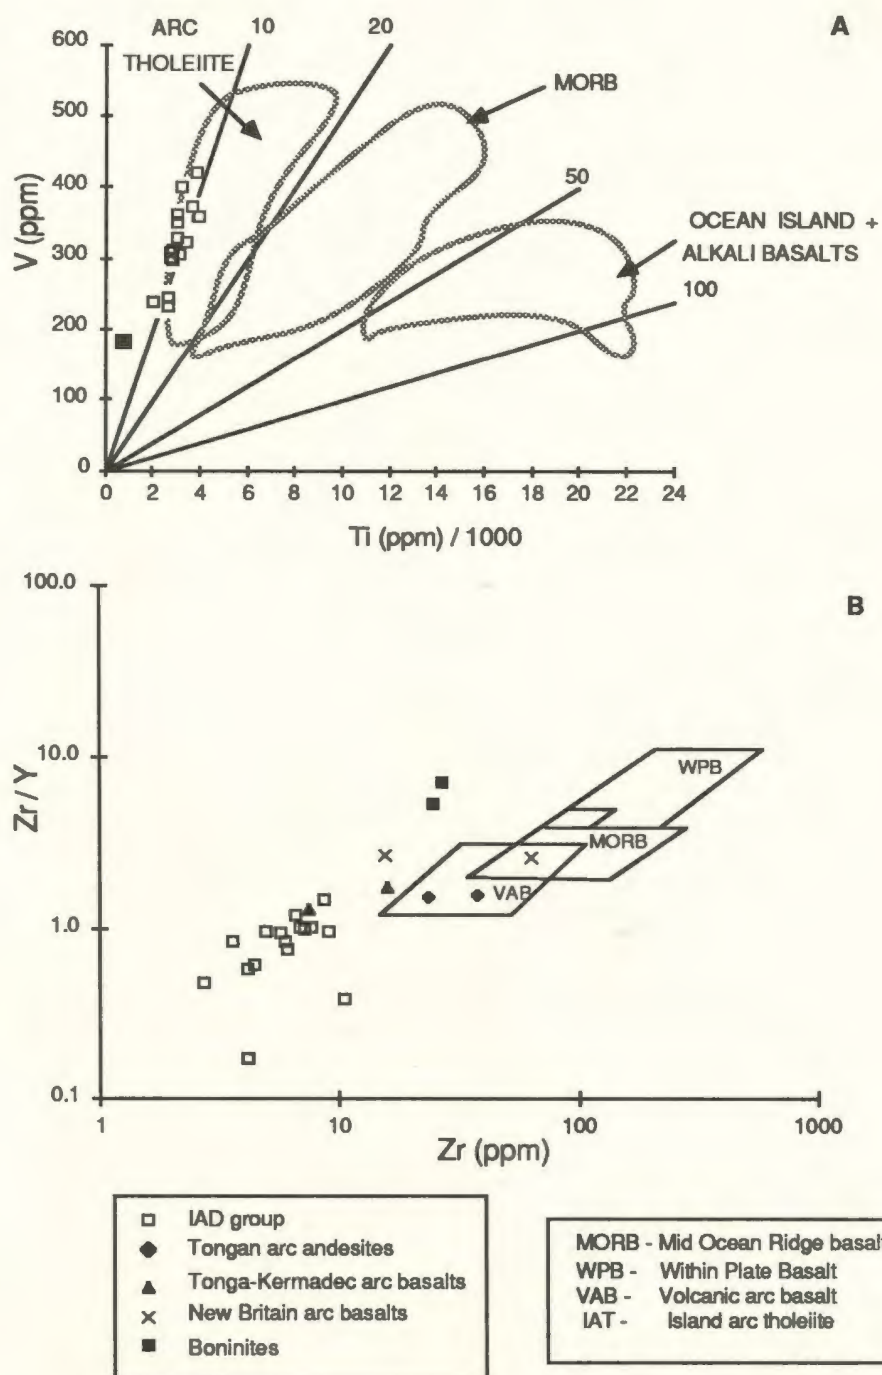 A
ARC 10 20
THOLEIITE
MORB
50
OCEAN ISLAND +
ALKALI BASALTS
100
600
500
400
300
200
100
0
V (ppm)
0 2 4 6 8 10 12 14 16 18 20 22 24
Ti (ppm) / 1000
B
100.0
10.0
1.0
0.1
Zr / Y
WPB
MORB
VAB
1 10 100 1000
Zr (ppm)
IAD group
Tongan arc andesites
Tonga-Kermadec arc basalts
New Britain arc basalts
Boninites
MORB - Mid Ocean Ridge basalt
WPB - Within Plate Basalt
VAB - Volcanic arc basalt
IAT - Island arc tholeiite